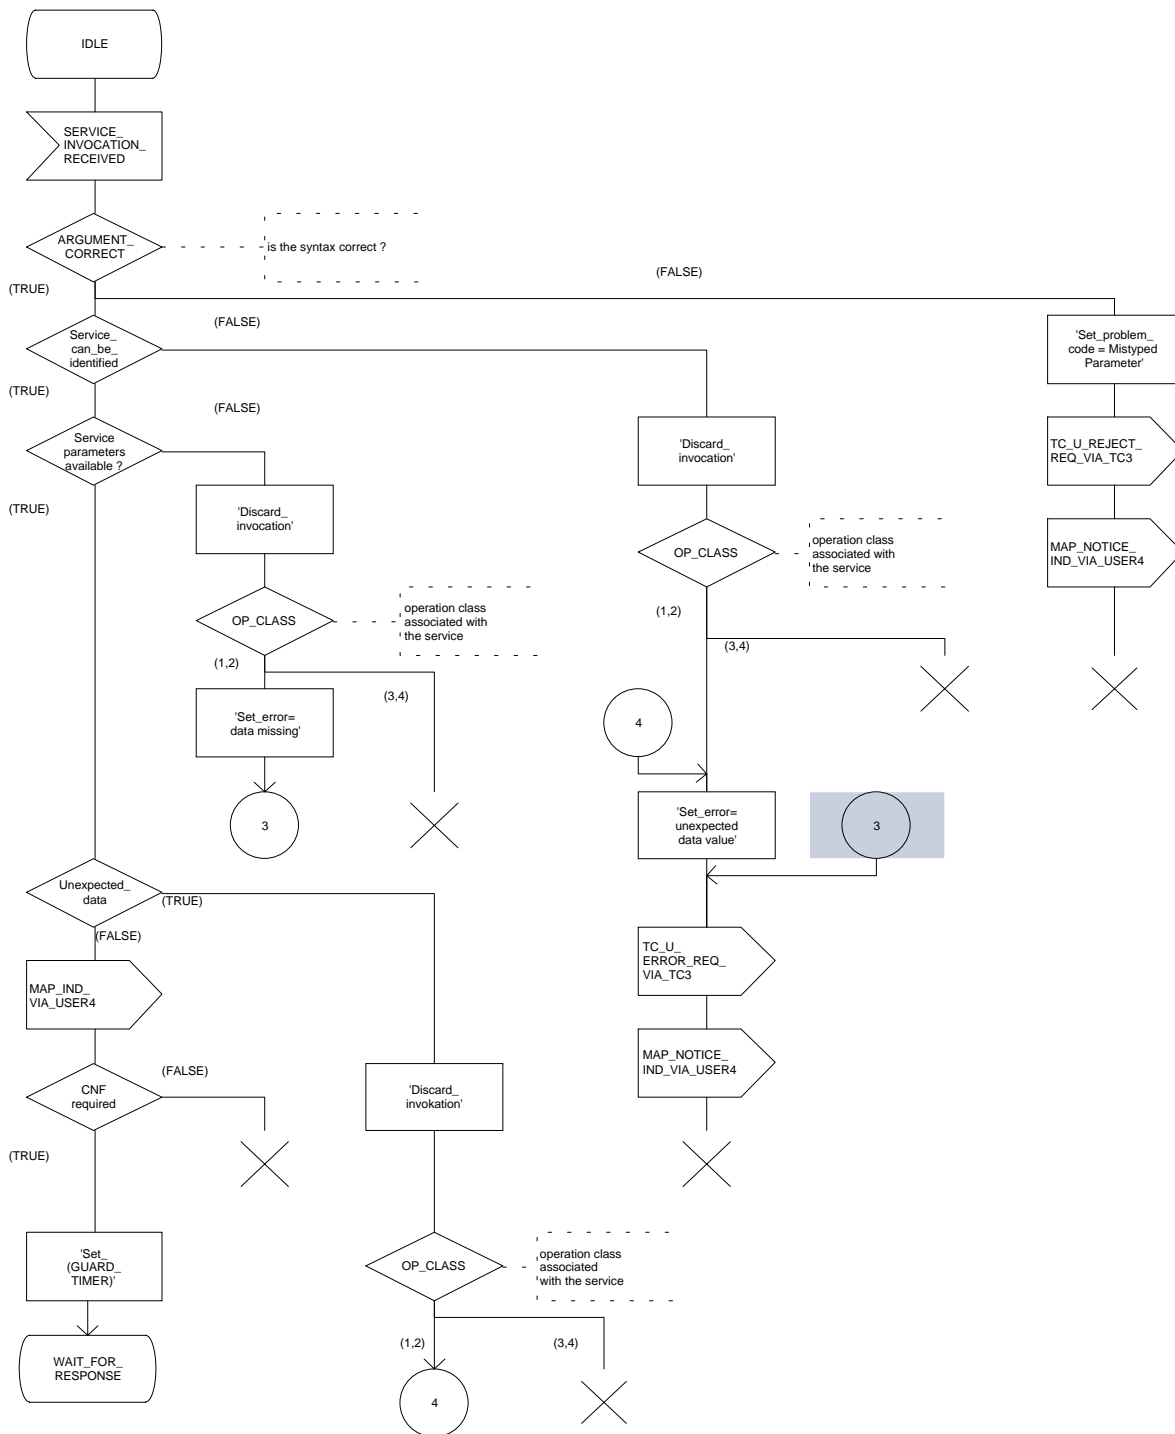 IDLE
SERVICE_
INVOCATION_
RECEIVED
ARGUMENT_
CORRECT
is the syntax correct ?
(FALSE)
(TRUE)
Service_
can_be_
identified
(FALSE)
'Set_problem_
code = Mistyped
Parameter'
(TRUE)
(FALSE)
Service
parameters
available ?
'Discard_
invocation'
TC_U_REJECT_
REQ_VIA_TC3
(TRUE)
'Discard_
invocation'
OP_CLASS
operation class
associated with
the service
MAP_NOTICE_
IND_VIA_USER4
OP_CLASS
operation class
associated with
the service
(1,2)
(3,4)
(1,2)
(3,4)
'Set_error=
data missing'
4
3
'Set_error=
unexpected
data value'
3
Unexpected_
data
(TRUE)
(FALSE)
TC_U_
ERROR_REQ_
VIA_TC3
MAP_IND_
VIA_USER4
MAP_NOTICE_
IND_VIA_USER4
CNF
required
(FALSE)
'Discard_
invokation'
(TRUE)
'Set_
(GUARD_
TIMER)'
OP_CLASS
operation class
associated
with the service
(1,2)
(3,4)
WAIT_FOR_
RESPONSE
4